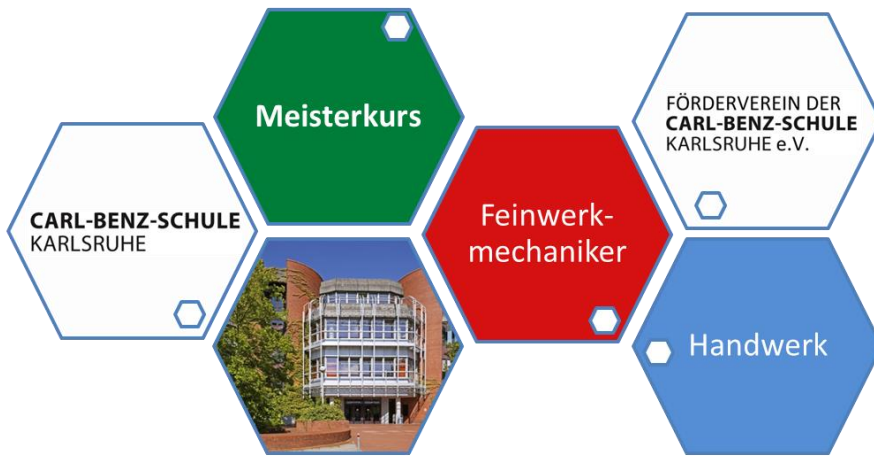 Meisterkurs
FÖRDERVEREIN DER
CARL-BENZ-SCHULE
KARLSRUHE e.V.
CARL-BENZ-SCHULE
KARLSRUHE
Feinwerk-
mechaniker
Handwerk